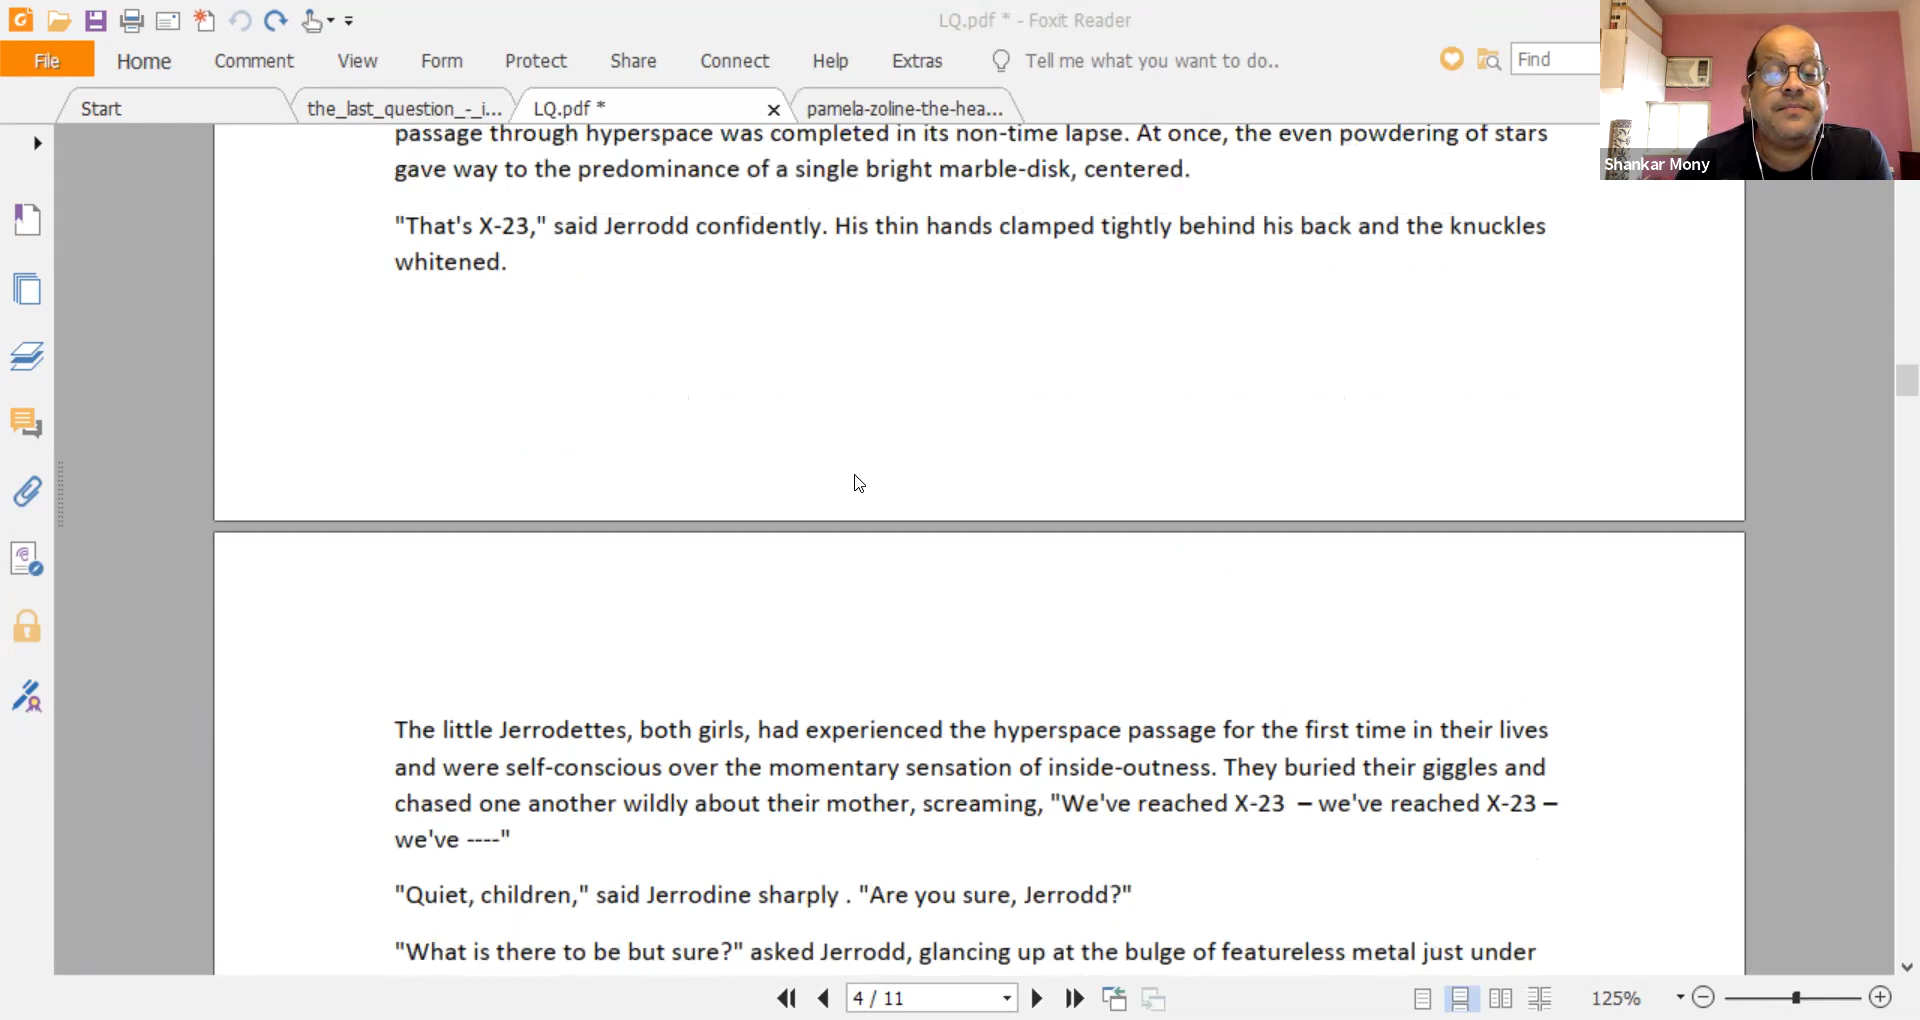 LQ.pdf * - Foxit Reader
File Home Comment View Form Protect Share Connect Help Extras Tell me what you want to do.. Find
Start the_last_question_-_i... LQ.pdf * pamela-zoline-the-hea...
Shankar Mony
passage through hyperspace was completed in its non-time lapse. At once, the even powdering of stars
gave way to the predominance of a single bright marble-disk, centered.
"That's X-23," said Jerrodd confidently. His thin hands clamped tightly behind his back and the knuckles
whitened.
The little Jerrodettes, both girls, had experienced the hyperspace passage for the first time in their lives
and were self-conscious over the momentary sensation of inside-outness. They buried their giggles and
chased one another wildly about their mother, screaming, "We've reached X-23 – we've reached X-23 –
we've ----"
"Quiet, children," said Jerrodine sharply . "Are you sure, Jerrodd?"
"What is there to be but sure?" asked Jerrodd, glancing up at the bulge of featureless metal just under
4 / 11 125%